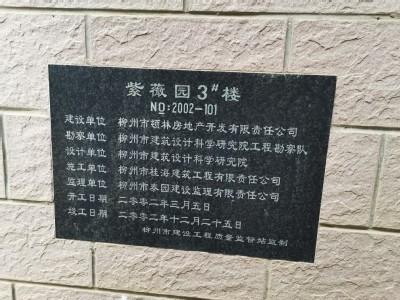 紫薇园3#楼
NO:2002-101
建设单位:柳州市颐林房地产开发有限责任公司
勘察单位:柳州市建筑设计科学研究院工程勘察队
设计单位:柳州市建筑设计科学研究院
施工单位:柳州市桂海建筑工程有限责任公司
监理单位:柳州市泰园建设监理有限责任公司
开工日期:二零零二年三月五日
竣工日期:二零零二年十二月二十五日
柳州市建设工程质量监督站监制